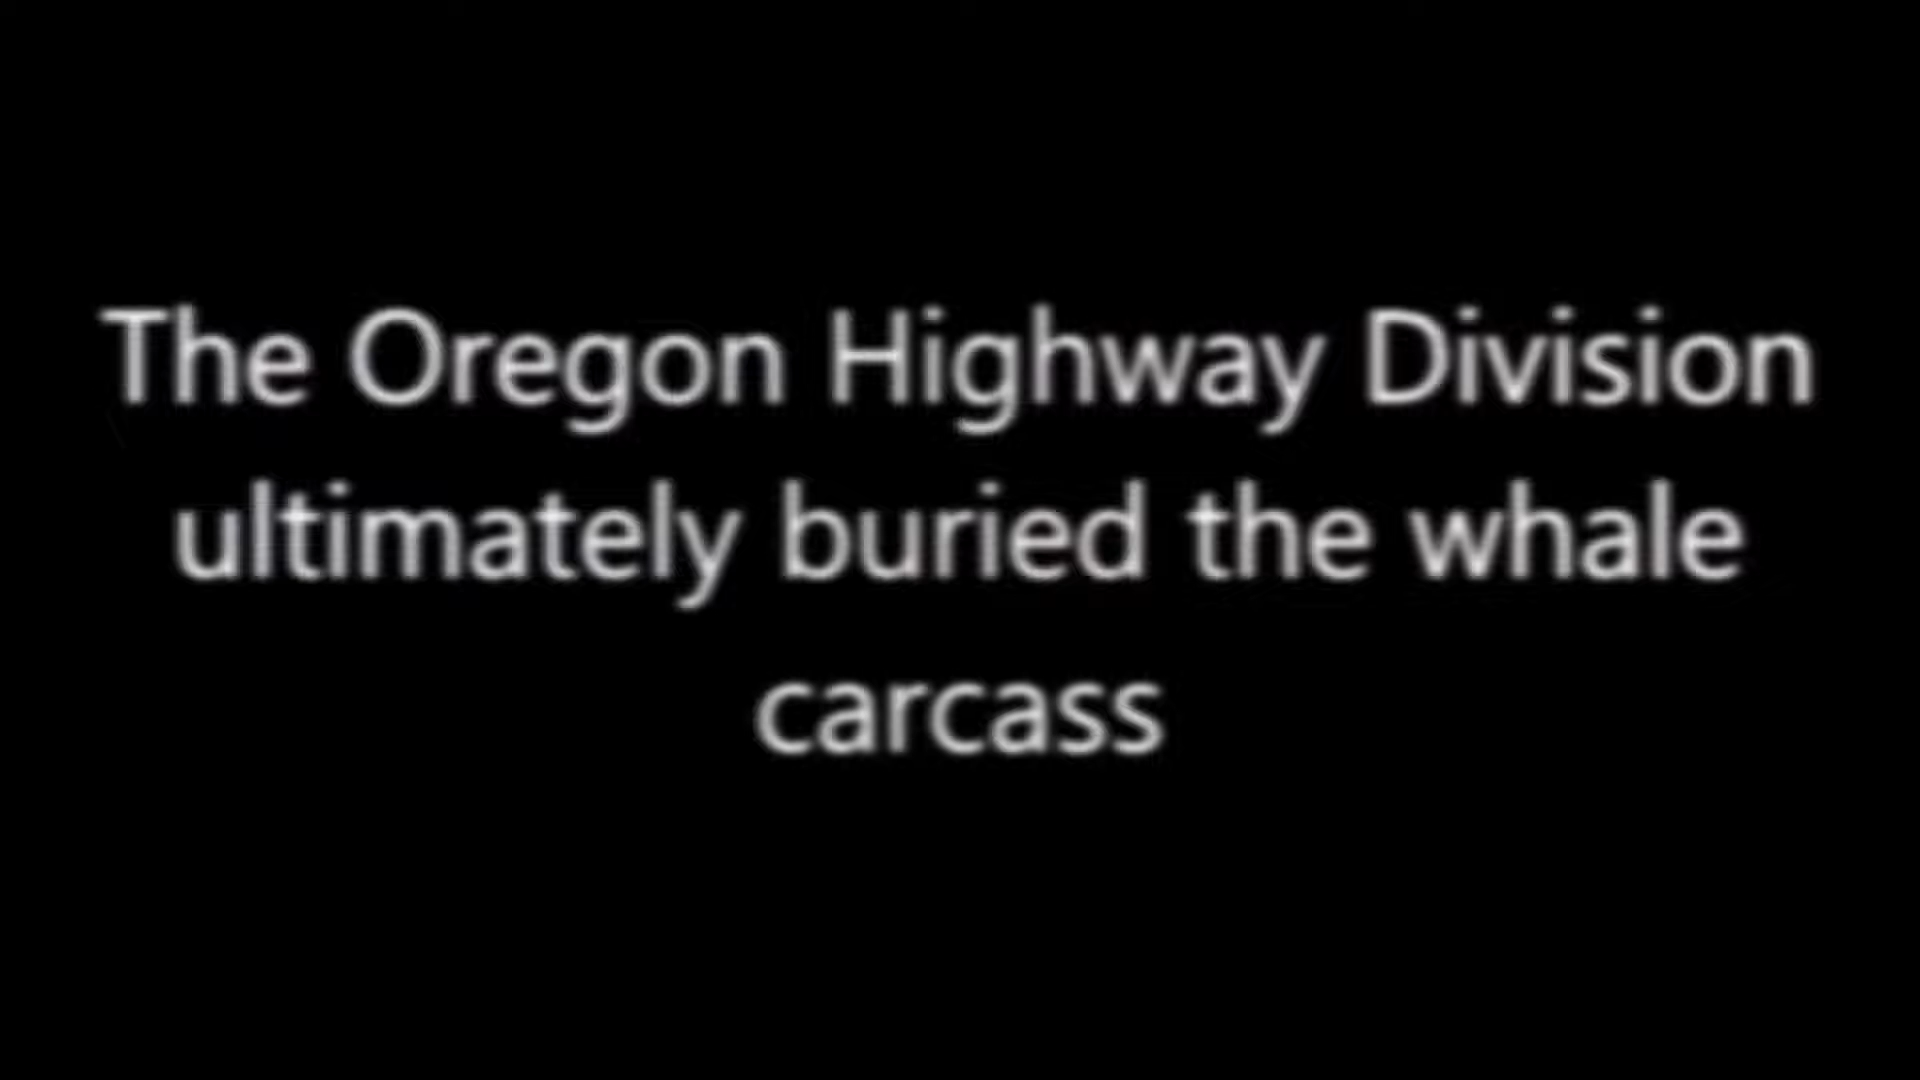 The Oregon Highway Division
ultimately buried the whale
carcass